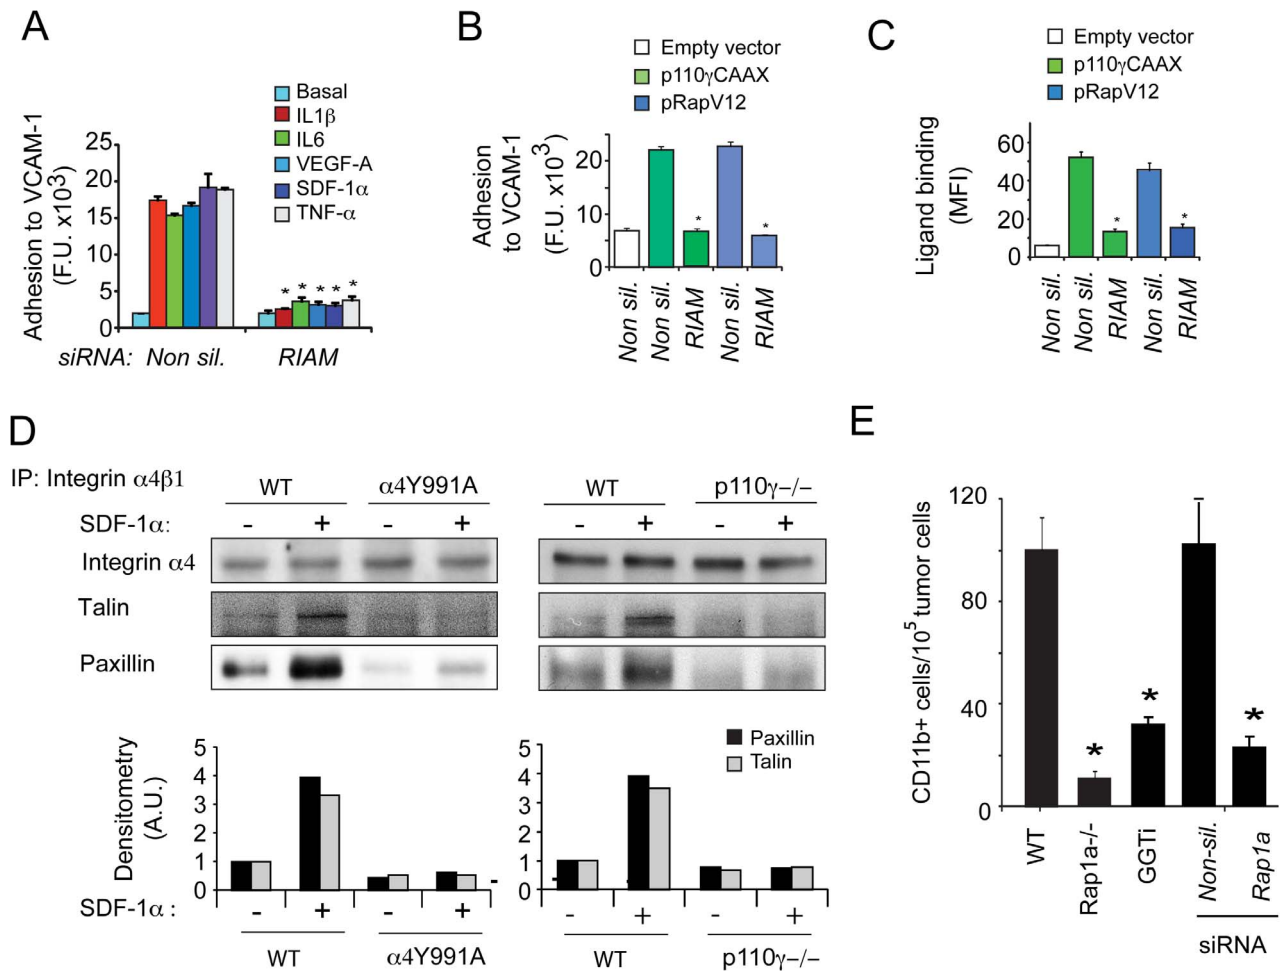 A
Adhesion to VCAM-1
(F.U. x10³)
25
20
15
10
5
0
Basal
IL1β
IL6
VEGF-A
SDF-1α
TNF-α
* * * * *
siRNA: Non sil. RIAM
B
Empty vector
p110γCAAX
pRapV12
Adhesion
to VCAM-1
(F.U. x10³)
20
10
0
* *
Non sil.
Non sil.
RIAM
Non sil.
RIAM
C
Empty vector
p110γCAAX
pRapV12
Ligand binding
(MFI)
60
40
20
0
* *
Non sil.
Non sil.
RIAM
Non sil.
RIAM
D
IP: Integrin α4β1
WT α4Y991A WT p110γ−/−
SDF-1α: - + - + - + - +
Integrin α4
Talin
Paxillin
Densitometry
(A.U.)
5
4
3
2
1
0
5
4
3
2
1
0
Paxillin
Talin
SDF-1α : - + - + - + - +
WT α4Y991A WT p110γ−/−
E
CD11b+ cells/10⁵ tumor cells
120
80
40
0
* * *
WT
Rap1a-/-
GGTi
Non-sil.
Rap1a
siRNA